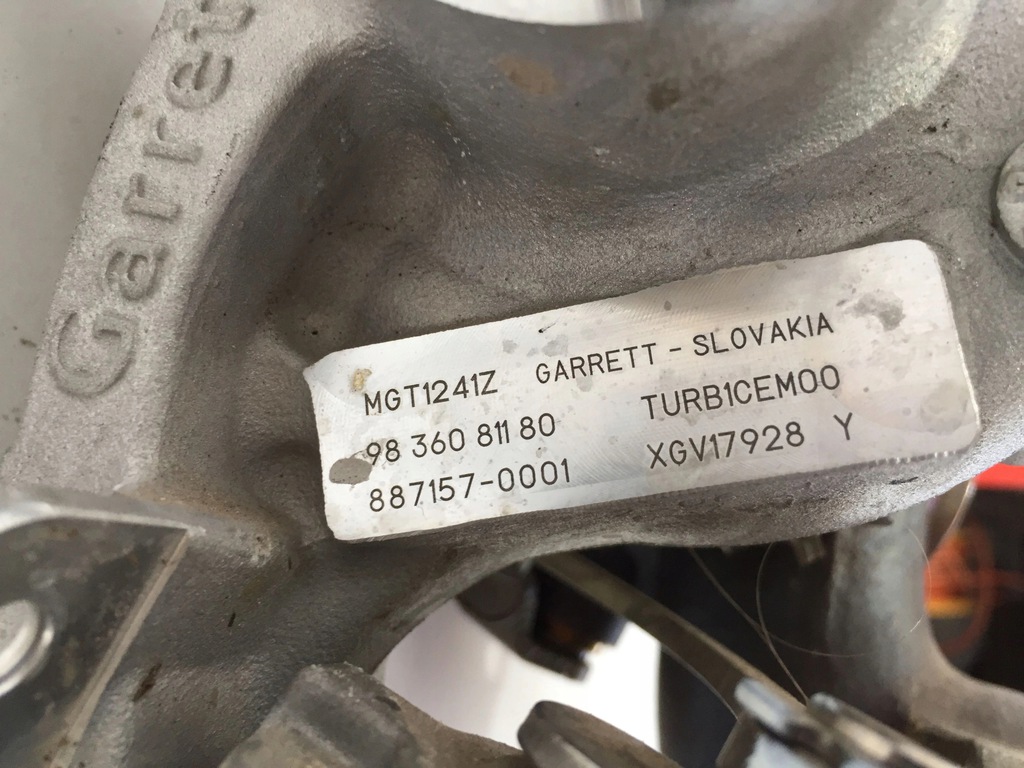 Garrett
MGT1241Z GARRETT - SLOVAKIA
98 360 811 80 TURB1CEM00
887157-0001 XGV17928 Y